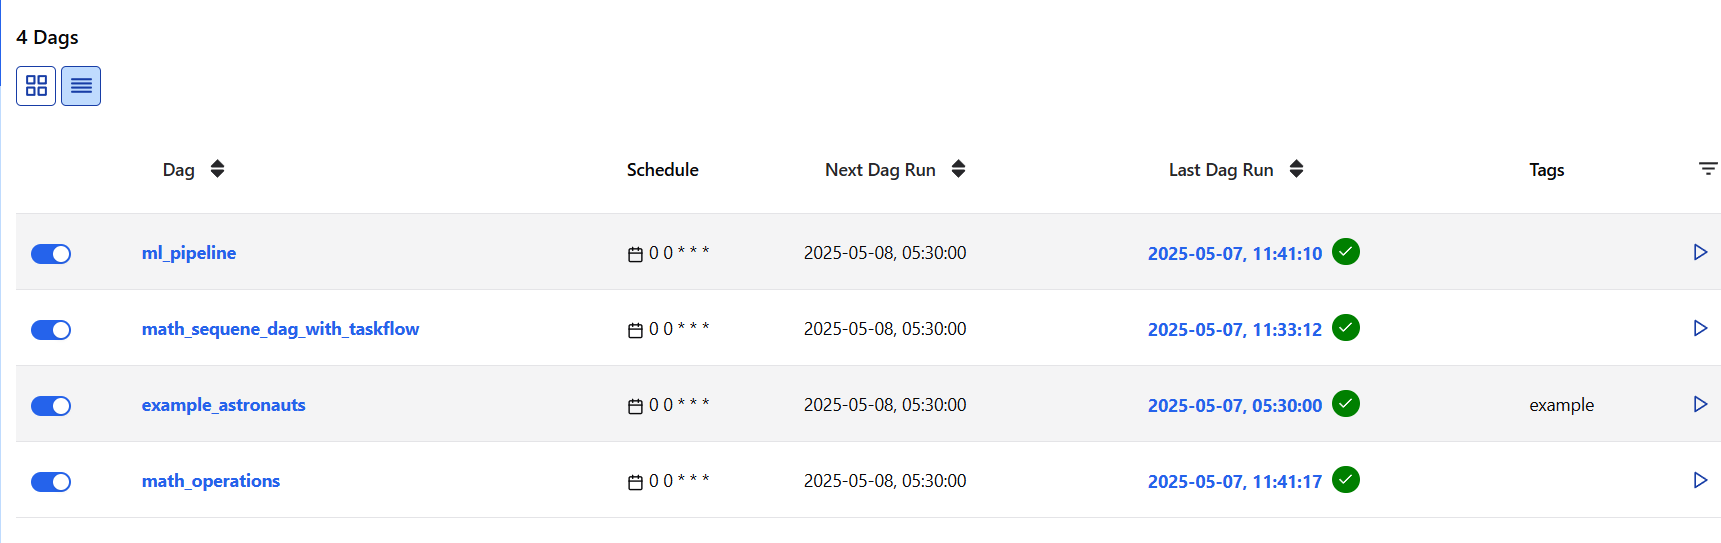 4 Dags
Dag Schedule Next Dag Run Last Dag Run Tags
ml_pipeline 0 0 * * * 2025-05-08, 05:30:00 2025-05-07, 11:41:10
math_sequene_dag_with_taskflow 0 0 * * * 2025-05-08, 05:30:00 2025-05-07, 11:33:12
example_astronauts 0 0 * * * 2025-05-08, 05:30:00 2025-05-07, 05:30:00 example
math_operations 0 0 * * * 2025-05-08, 05:30:00 2025-05-07, 11:41:17